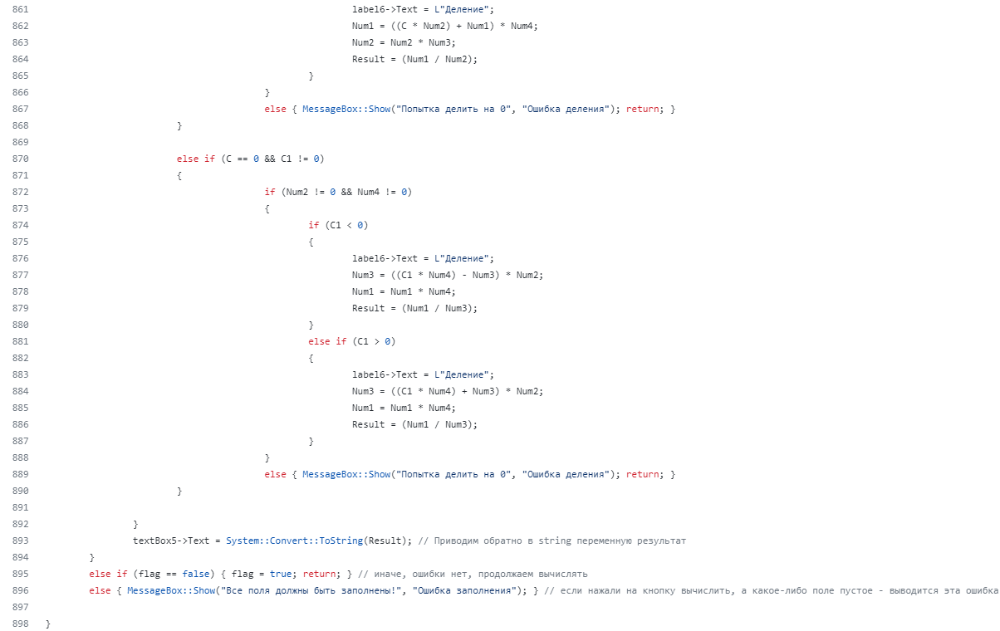 861 label6->Text = L"Деление";
862 Num1 = ((C * Num2) + Num1) * Num4;
863 Num2 = Num2 * Num3;
864 Result = (Num1 / Num2);
865 }
866 }
867 else { MessageBox::Show("Попытка делить на 0", "Ошибка деления"); return; }
868 }
869
870 else if (C == 0 && C1 != 0)
871 {
872 if (Num2 != 0 && Num4 != 0)
873 {
874 if (C1 < 0)
875 {
876 label6->Text = L"Деление";
877 Num3 = ((C1 * Num4) - Num3) * Num2;
878 Num1 = Num1 * Num4;
879 Result = (Num1 / Num3);
880 }
881 else if (C1 > 0)
882 {
883 label6->Text = L"Деление";
884 Num3 = ((C1 * Num4) + Num3) * Num2;
885 Num1 = Num1 * Num4;
886 Result = (Num1 / Num3);
887 }
888 }
889 else { MessageBox::Show("Попытка делить на 0", "Ошибка деления"); return; }
890 }
891
892 }
893 textBox5->Text = System::Convert::ToString(Result); // Приводим обратно в string переменную результат
894 }
895 else if (flag == false) { flag = true; return; } // иначе, ошибки нет, продолжаем вычислять
896 else { MessageBox::Show("Все поля должны быть заполнены!", "Ошибка заполнения"); } // если нажали на кнопку вычислить, а какое-либо поле пустое - выводится эта ошибка
897
898 }